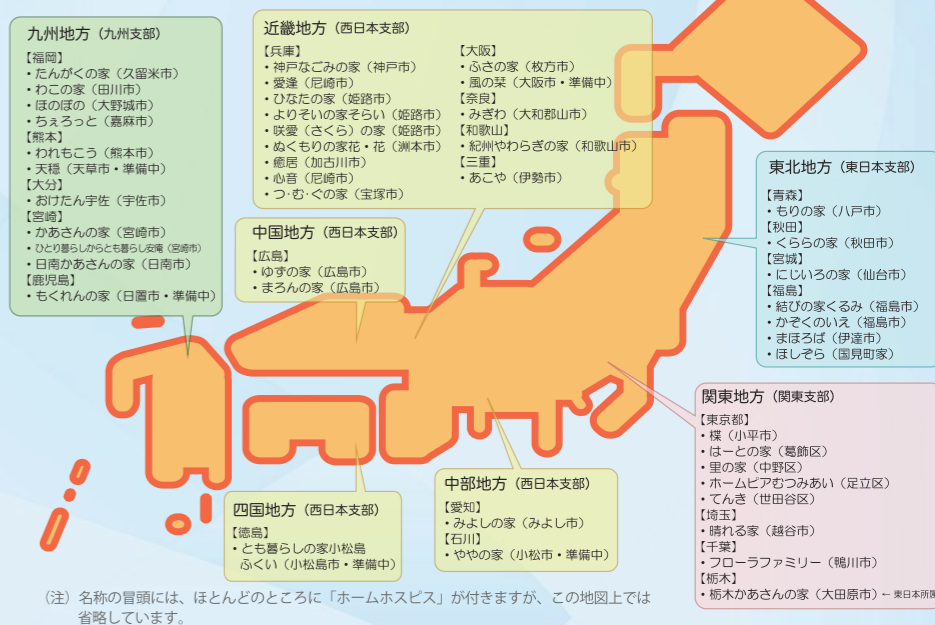 九州地方（九州支部）
【福岡】
・たんがくの家（久留米市）
・わこの家（田川市）
・ほのぼの（大野城市）
・ちぇろっと（嘉麻市）
【熊本】
・われもこう（熊本市）
・天穏（天草市・準備中）
【大分】
・おけたん宇佐（宇佐市）
【宮崎】
・かあさんの家（宮崎市）
・ひとり暮らしからとも暮らし安庵（宮崎市）
・日南かあさんの家（日南市）
【鹿児島】
・もくれんの家（日置市・準備中）
近畿地方（西日本支部）
【兵庫】
・神戸なごみの家（神戸市）
・愛逢（尼崎市）
・ひなたの家（姫路市）
・よりそいの家そらい（姫路市）
・咲愛（さくら）の家（姫路市）
・ぬくもりの家花・花（洲本市）
・癒居（加古川市）
・心音（尼崎市）
・つ・む・ぐの家（宝塚市）
【大阪】
・ふさの家（枚方市）
・風の栞（大阪市・準備中）
【奈良】
・みぎわ（大和郡山市）
【和歌山】
・紀州やわらぎの家（和歌山市）
【三重】
・あこや（伊勢市）
中国地方（西日本支部）
【広島】
・ゆずの家（広島市）
・まろんの家（広島市）
東北地方（東日本支部）
【青森】
・もりの家（八戸市）
【秋田】
・くららの家（秋田市）
【宮城】
・にじいろの家（仙台市）
【福島】
・結びの家くるみ（福島市）
・かぞくのいえ（福島市）
・まほろば（伊達市）
・ほしぞら（国見町家）
関東地方（関東支部）
【東京都】
・楪（小平市）
・はーとの家（葛飾区）
・里の家（中野区）
・ホームピアむつみあい（足立区）
・てんき（世田谷区）
【埼玉】
・晴れる家（越谷市）
【千葉】
・フローラファミリー（鴨川市）
【栃木】
・栃木かあさんの家（大田原市）← 東日本所属
四国地方（西日本支部）
【徳島】
・とも暮らしの家小松島
ふくい（小松島市・準備中）
中部地方（西日本支部）
【愛知】
・みよしの家（みよし市）
【石川】
・ややの家（小松市・準備中）
（注）名称の冒頭には、ほとんどのところに「ホームホスピス」が付きますが、この地図上では
省略しています。